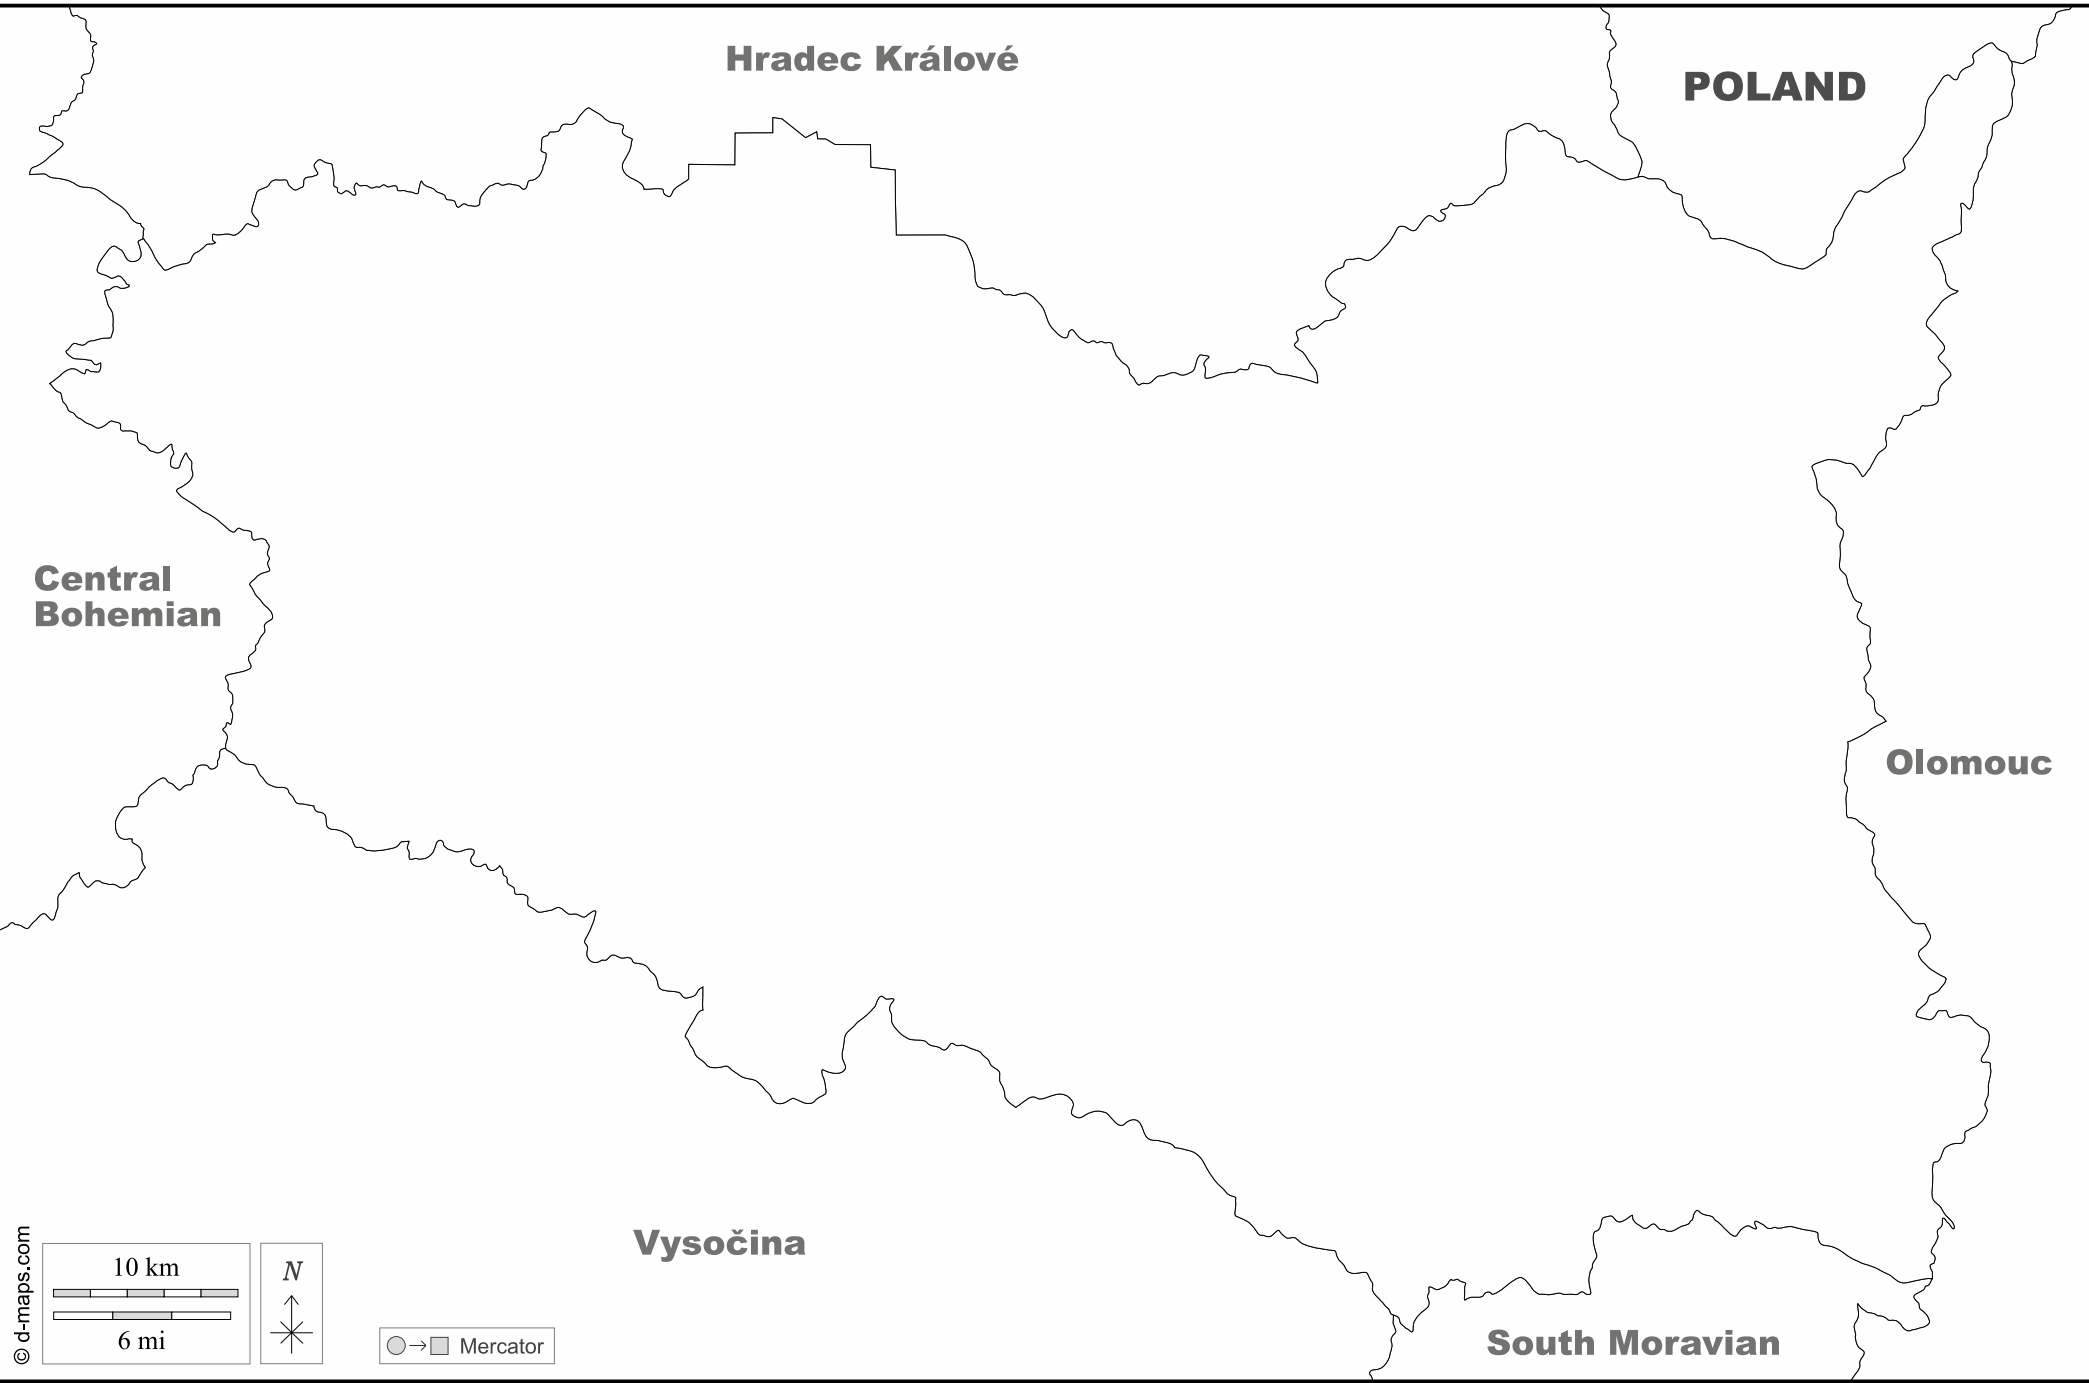 Hradec Králové
POLAND
Central
Bohemian
Olomouc
Vysočina
South Moravian
© d-maps.com
10 km
6 mi
N
Mercator